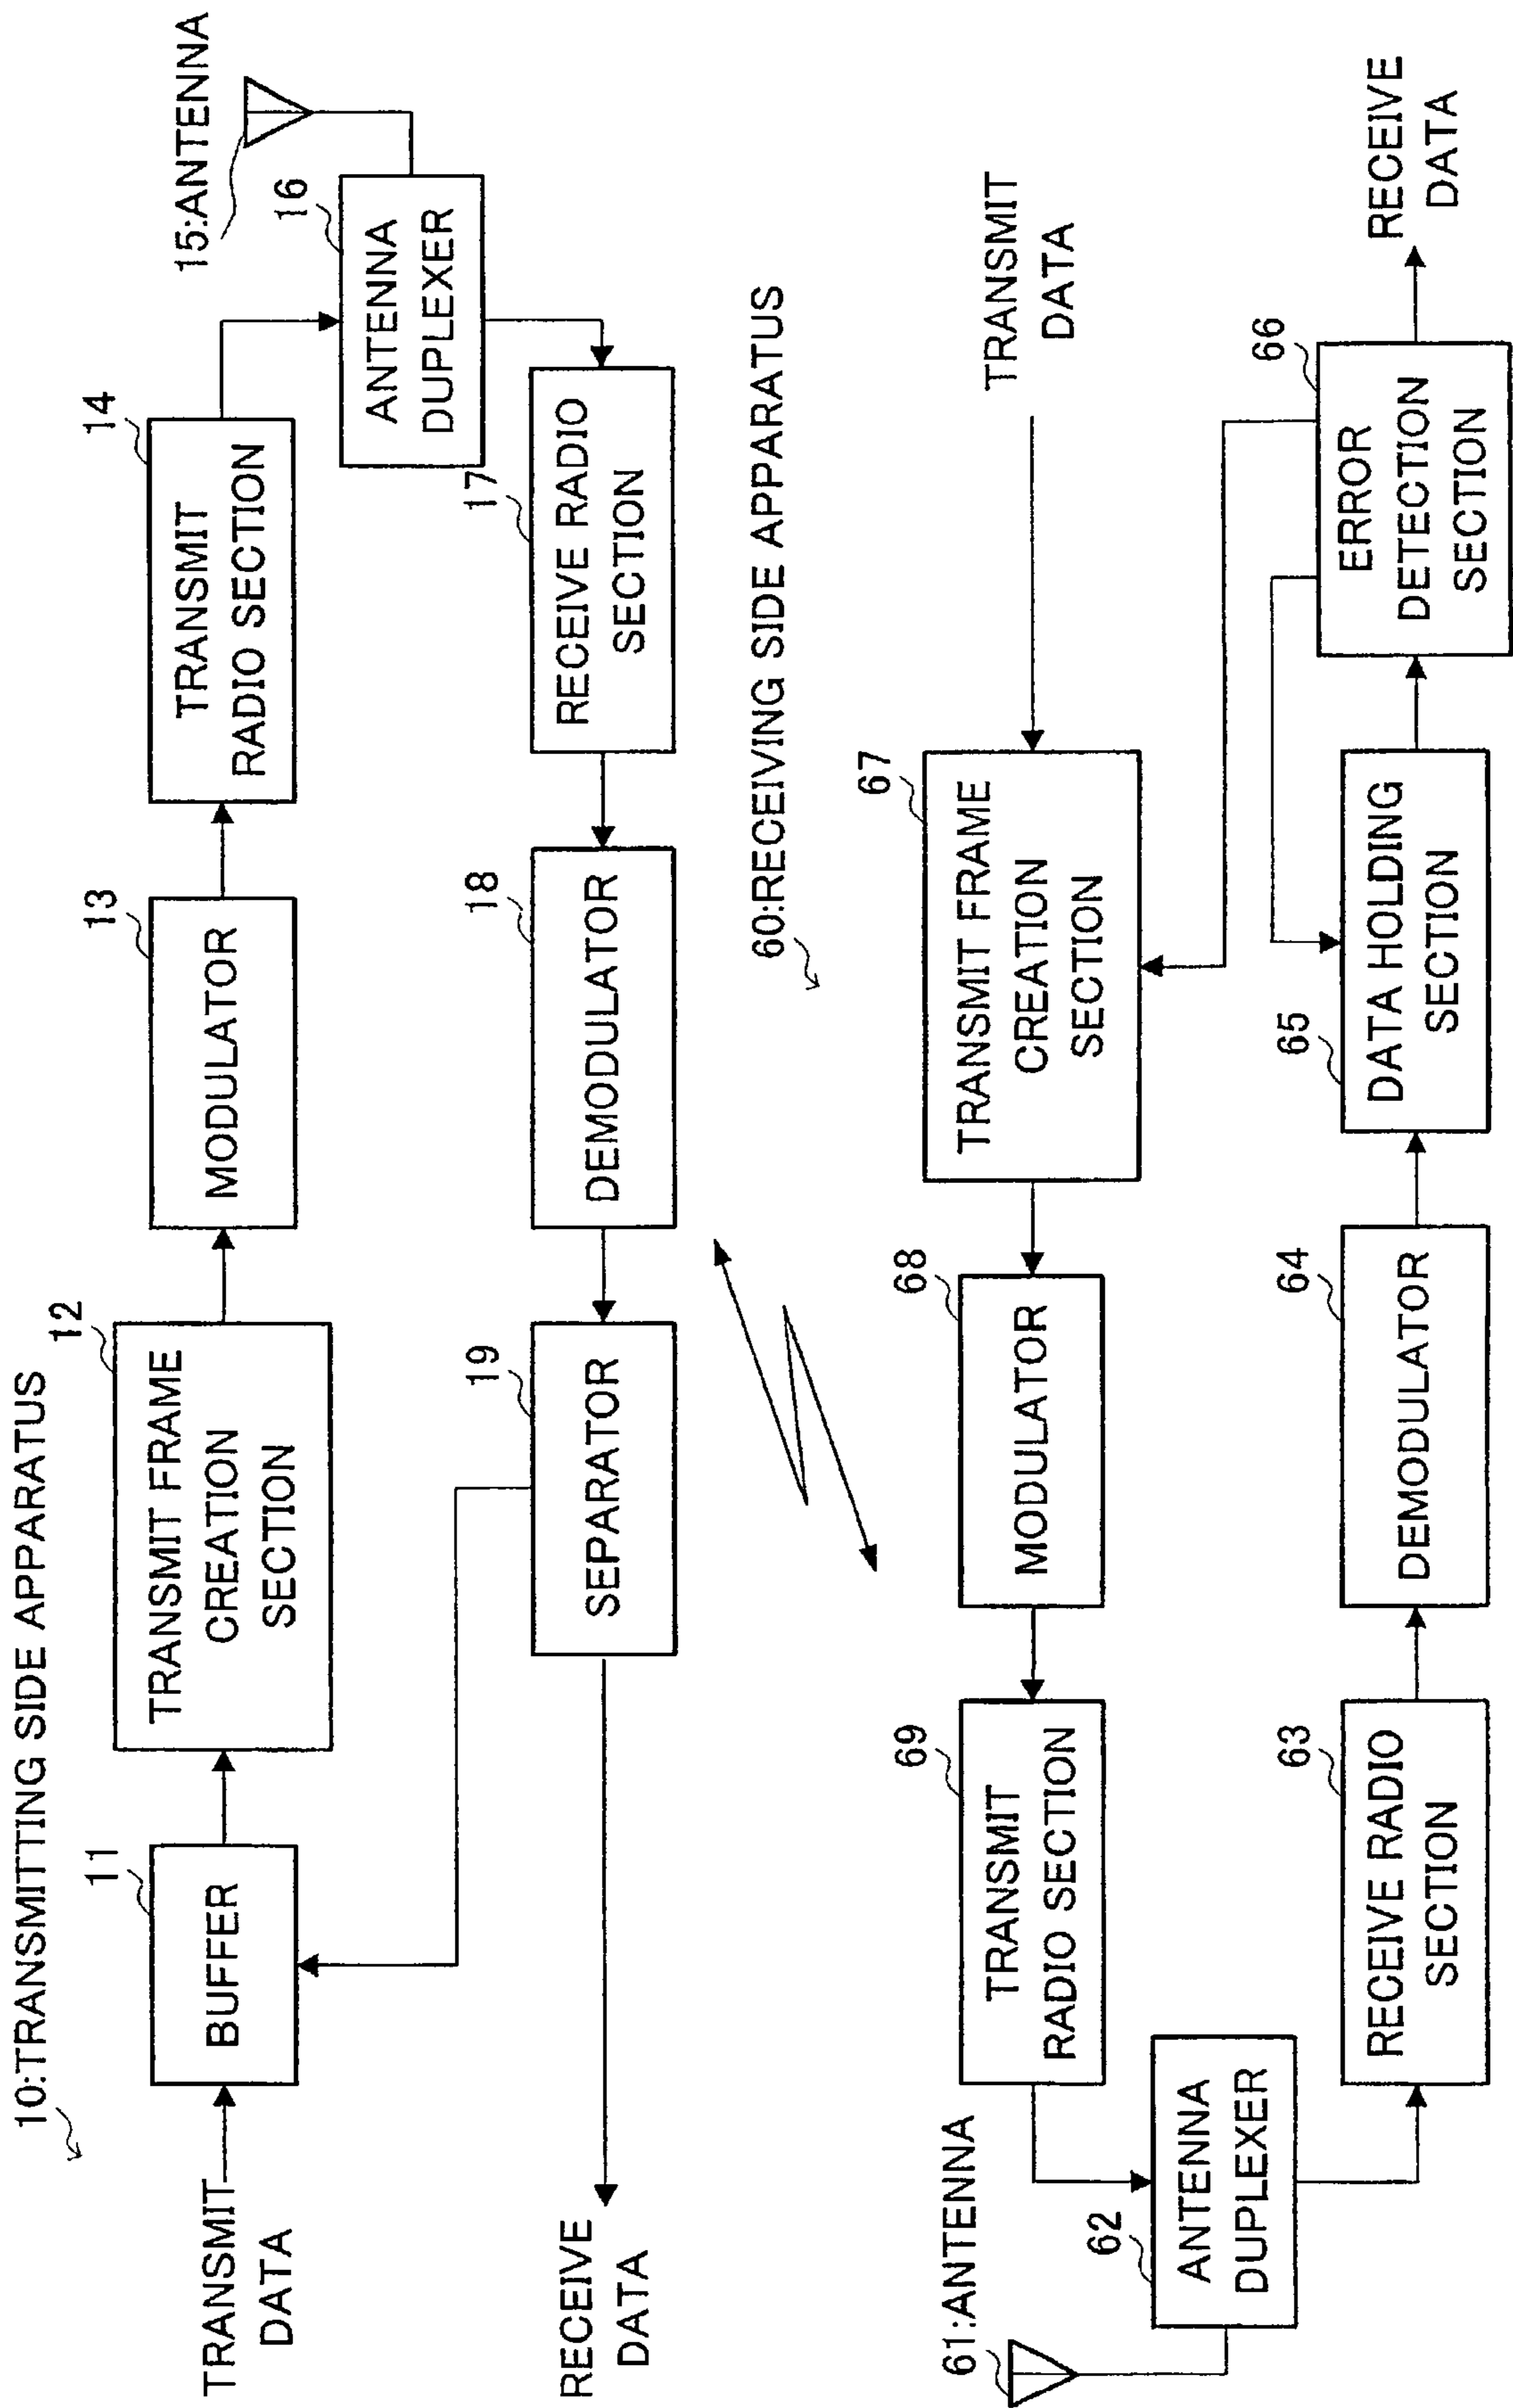 10:TRANSMITTING SIDE APPARATUS
TRANSMIT
DATA
11
BUFFER
12
TRANSMIT FRAME
CREATION
SECTION
13
MODULATOR
14
TRANSMIT
RADIO SECTION
15:ANTENNA
16
ANTENNA
DUPLEXER
17
RECEIVE RADIO
SECTION
18
DEMODULATOR
19
SEPARATOR
RECEIVE
DATA
60:RECEIVING SIDE APPARATUS
61:ANTENNA
62
ANTENNA
DUPLEXER
69
TRANSMIT
RADIO SECTION
68
MODULATOR
67
TRANSMIT FRAME
CREATION
SECTION
TRANSMIT
DATA
63
RECEIVE RADIO
SECTION
64
DEMODULATOR
65
DATA HOLDING
SECTION
66
ERROR
DETECTION
SECTION
RECEIVE
DATA